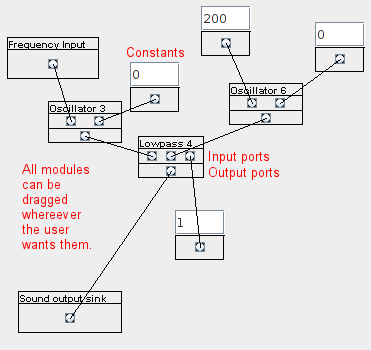 200
0
Frequency Input
Constants
0
Oscillator 6
Oscillator 3
Lowpass 4
Input ports
Output ports
All modules
can be
dragged
whereever
the user
wants them.
1
Sound output sink